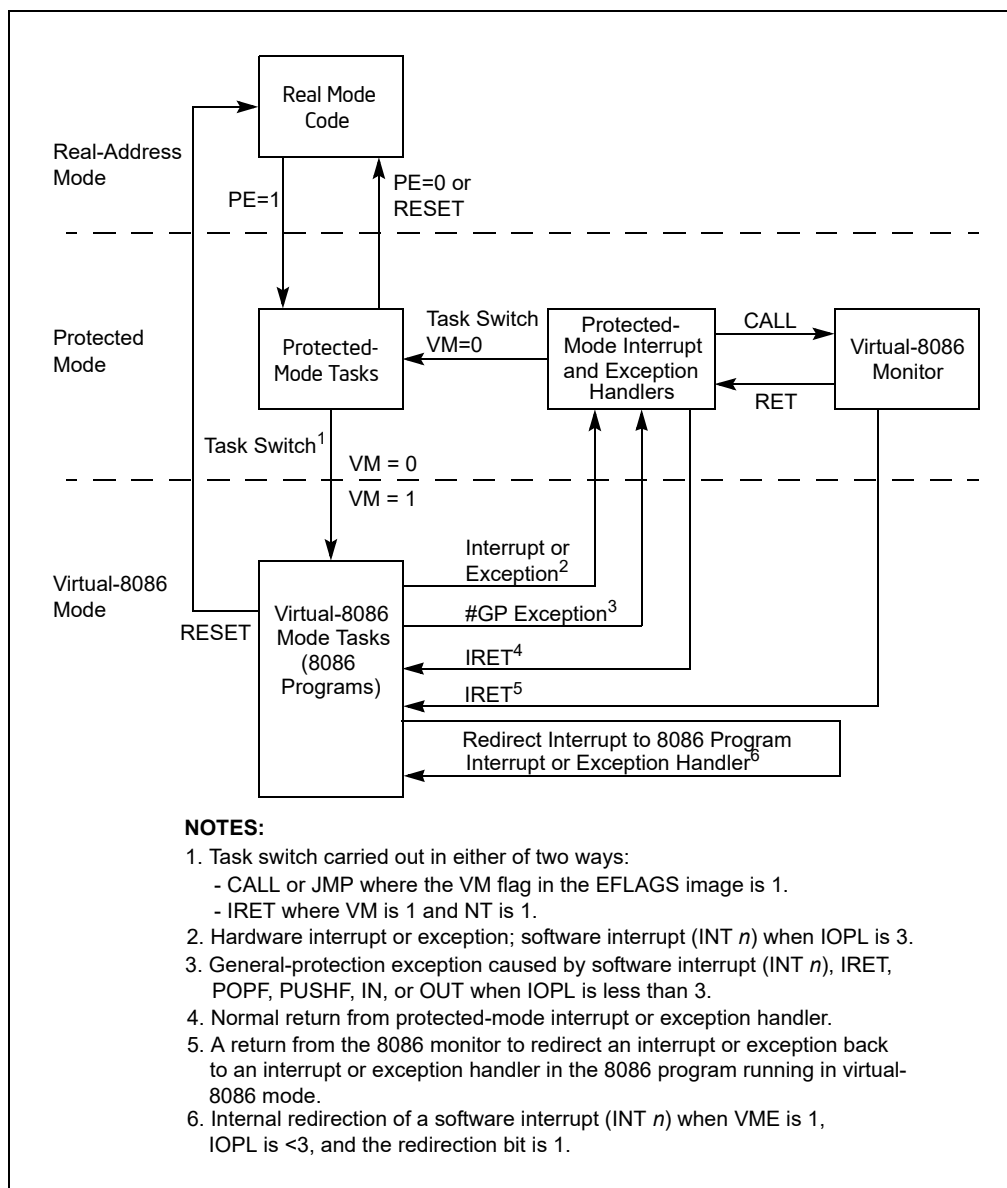 Real Mode
Code
Real-Address
Mode
PE=1
PE=0 or
RESET
Protected
Mode
Protected-
Mode Tasks
Task Switch
VM=0
Protected-
Mode Interrupt
and Exception
Handlers
CALL
RET
Virtual-8086
Monitor
Task Switch1
VM = 0
VM = 1
Virtual-8086
Mode
RESET
Virtual-8086
Mode Tasks
(8086
Programs)
Interrupt or
Exception2
#GP Exception3
IRET4
IRET5
Redirect Interrupt to 8086 Program
Interrupt or Exception Handler6
NOTES:
1. Task switch carried out in either of two ways:
- CALL or JMP where the VM flag in the EFLAGS image is 1.
- IRET where VM is 1 and NT is 1.
2. Hardware interrupt or exception; software interrupt (INT n) when IOPL is 3.
3. General-protection exception caused by software interrupt (INT n), IRET,
POPF, PUSHF, IN, or OUT when IOPL is less than 3.
4. Normal return from protected-mode interrupt or exception handler.
5. A return from the 8086 monitor to redirect an interrupt or exception back
to an interrupt or exception handler in the 8086 program running in virtual-
8086 mode.
6. Internal redirection of a software interrupt (INT n) when VME is 1,
IOPL is <3, and the redirection bit is 1.